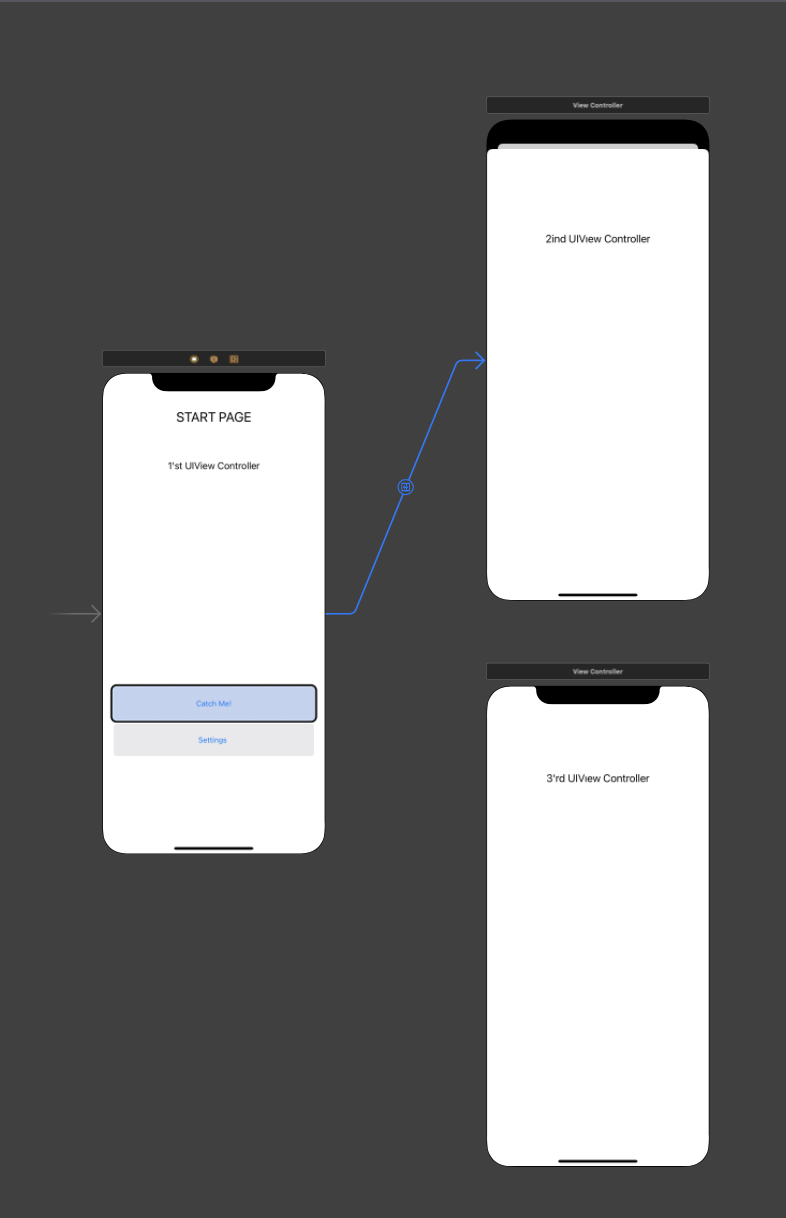 View Controller
2ind UIView Controller
START PAGE
1'st UIView Controller
Catch Me!
Settings
View Controller
3'rd UIView Controller